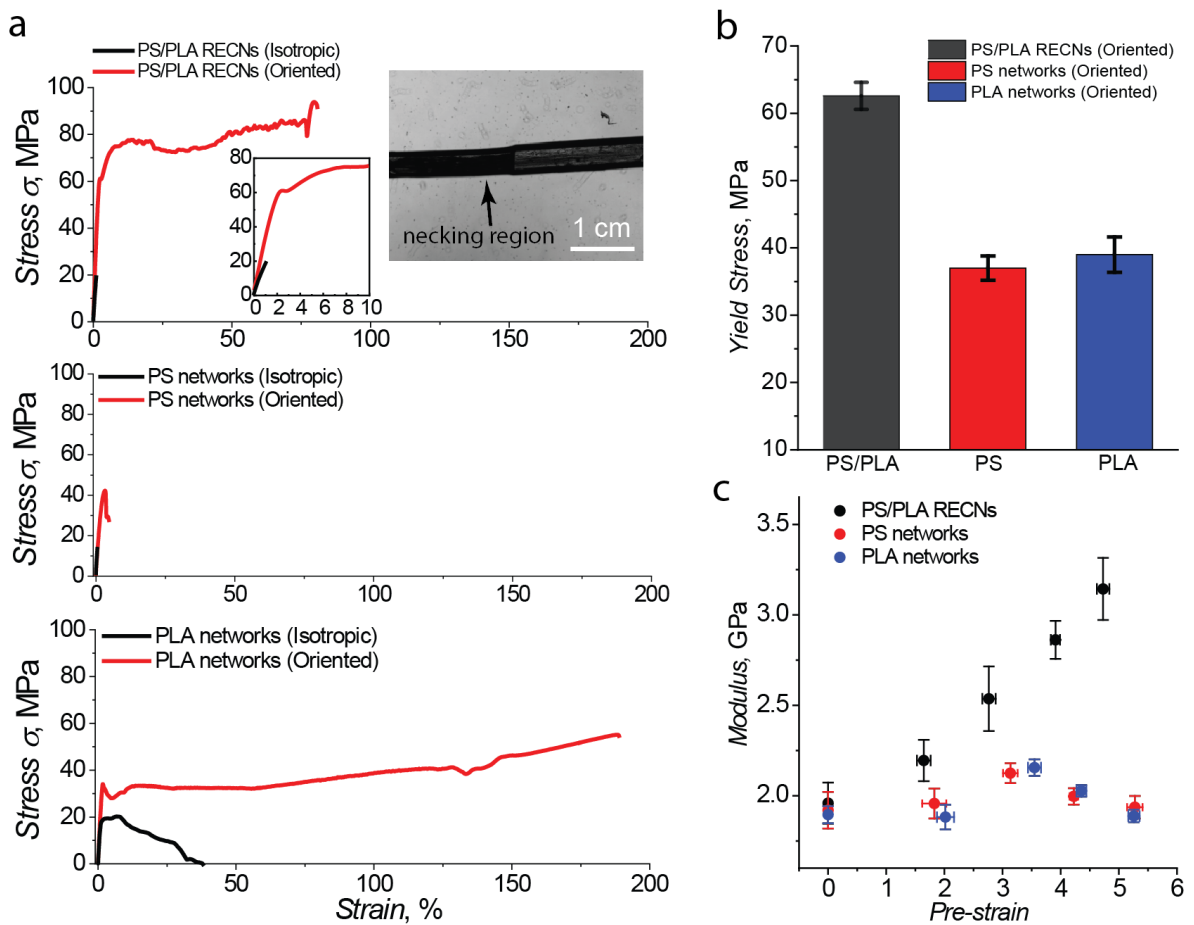 a
PS/PLA RECNs (Isotropic)
PS/PLA RECNs (Oriented)
Stress σ, MPa
100
80
60
40
20
0
0 50 100 150 200
80
60
40
20
0
0 2 4 6 8 10
necking region
1 cm
PS networks (Isotropic)
PS networks (Oriented)
Stress σ, MPa
100
80
60
40
20
0
0 50 100 150 200
PLA networks (Isotropic)
PLA networks (Oriented)
Stress σ, MPa
100
80
60
40
20
0
0 50 100 150 200
Strain, %
b
PS/PLA RECNs (Oriented)
PS networks (Oriented)
PLA networks (Oriented)
Yield Stress, MPa
70
60
50
40
30
20
10
PS/PLA PS PLA
c
PS/PLA RECNs
PS networks
PLA networks
Modulus, GPa
3.5
3.0
2.5
2.0
0 1 2 3 4 5 6
Pre-strain